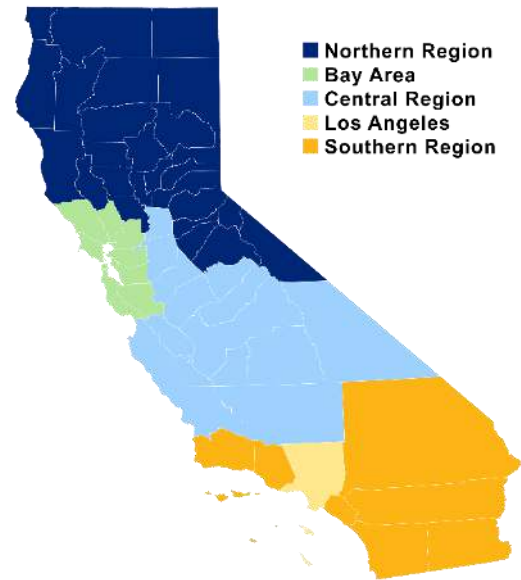 Northern Region
Bay Area
Central Region
Los Angeles
Southern Region